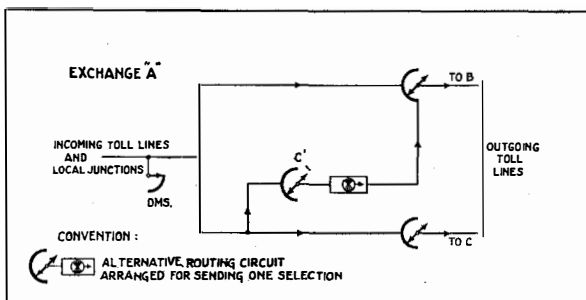 EXCHANGE "A"
TO B
INCOMING TOLL LINES
AND
LOCAL JUNCTIONS
DMS.
C'
OUTGOING
TOLL
LINES
TO C
CONVENTION :
ALTERNATIVE ROUTING CIRCUIT
ARRANGED FOR SENDING ONE SELECTION